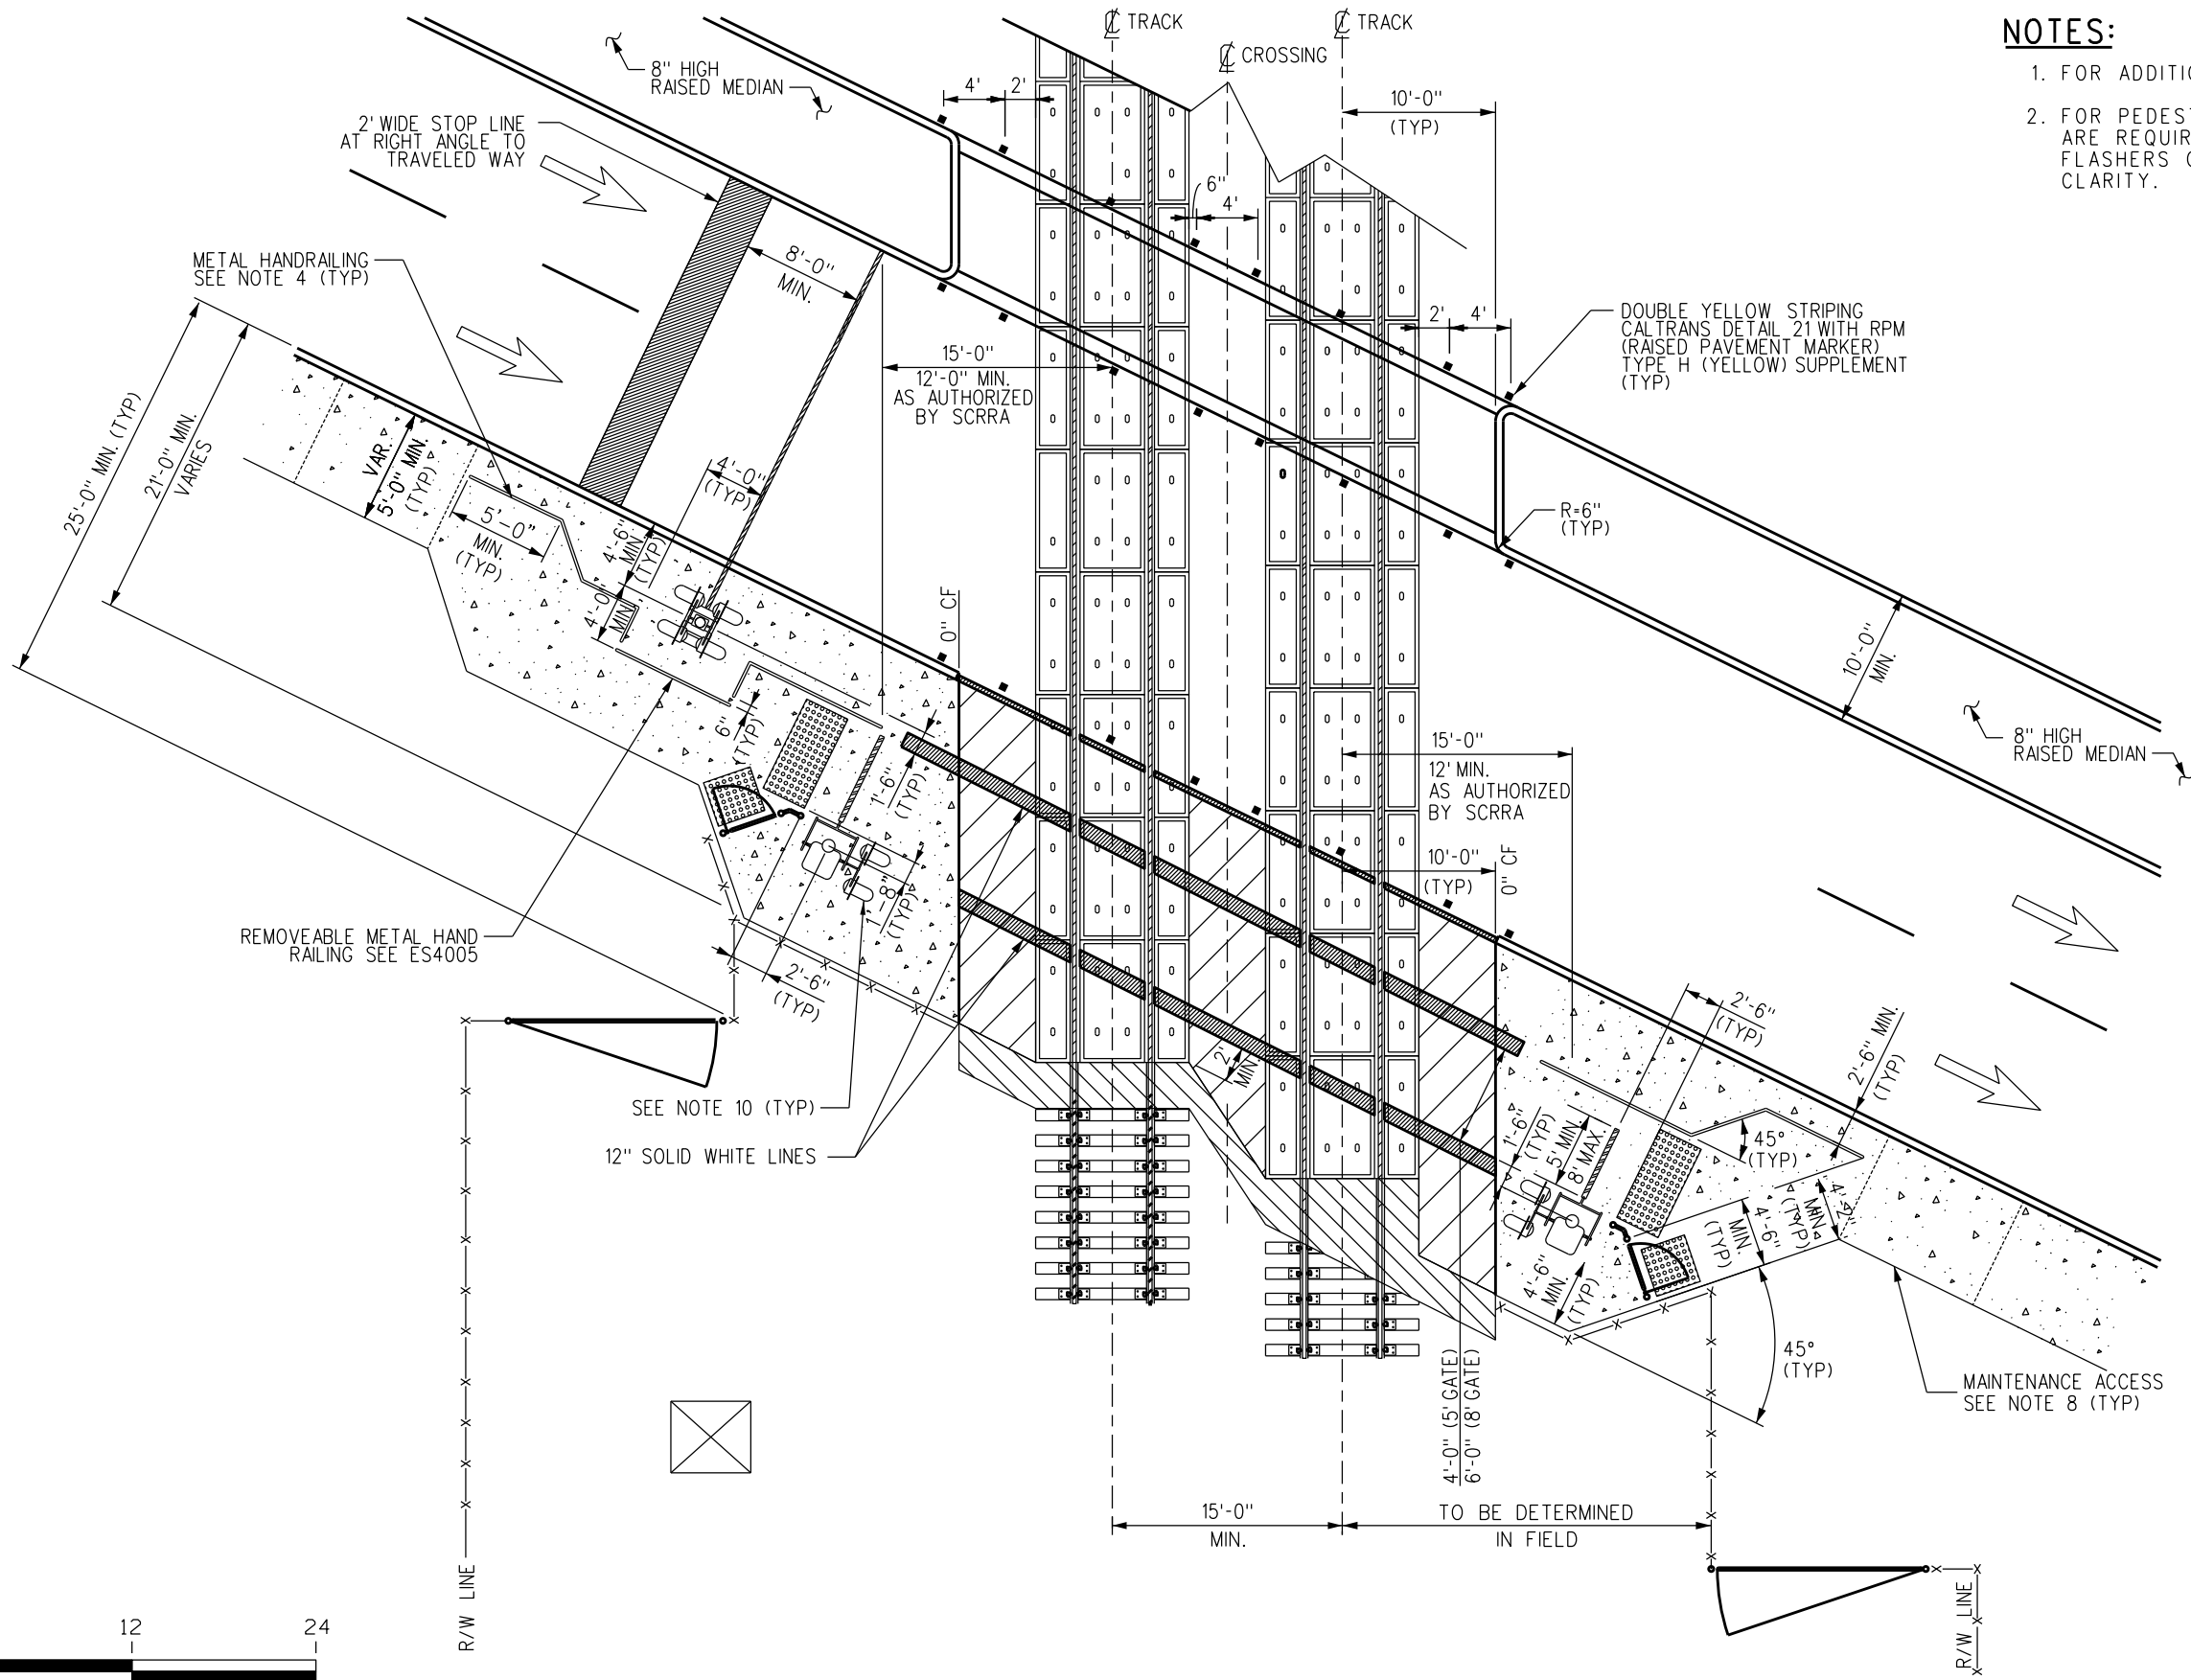 ℄ TRACK
℄ TRACK
℄ CROSSING
NOTES:
1. FOR ADDITIO
2. FOR PEDEST
ARE REQUIR
FLASHERS
CLARITY.
8" HIGH
RAISED MEDIAN
4'
2'
10'-0"
(TYP)
2' WIDE STOP LINE
AT RIGHT ANGLE TO
TRAVELED WAY
6"
4'
METAL HANDRAILING
SEE NOTE 4 (TYP)
8'-0"
MIN.
2'
4'
DOUBLE YELLOW STRIPING
CALTRANS DETAIL 21 WITH RPM
(RAISED PAVEMENT MARKER)
TYPE H (YELLOW) SUPPLEMENT
(TYP)
15'-0"
12'-0" MIN.
AS AUTHORIZED
BY SCRRA
25'-0" MIN. (TYP)
21'-0" MIN.
VARIES
VAR.
5'-0" MIN.
(TYP)
4'-0"
(TYP)
5'-0"
MIN.
(TYP)
4'-6"
MIN.
(TYP)
4'-0"
MIN.
R=6"
(TYP)
0" CF
10'-0"
MIN.
6"
(TYP)
1'-6"
(TYP)
8" HIGH
RAISED MEDIAN
15'-0"
12' MIN.
AS AUTHORIZED
BY SCRRA
10'-0"
(TYP)
0" CF
1'-8"
(TYP)
REMOVEABLE METAL HAND
RAILING SEE ES4005
2'-6"
(TYP)
2'-6"
(TYP)
2'-6" MIN.
(TYP)
2'
MIN.
SEE NOTE 10 (TYP)
12" SOLID WHITE LINES
1'-6"
(TYP)
5' MIN.
8' MAX.
45°
(TYP)
4'-2"
MIN.
(TYP)
4'-6"
MIN.
(TYP)
4'-6"
MIN.
(TYP)
45°
(TYP)
MAINTENANCE ACCESS
SEE NOTE 8 (TYP)
4'-0" (5' GATE)
6'-0" (8' GATE)
15'-0"
MIN.
TO BE DETERMINED
IN FIELD
R/W LINE
R/W LINE
12
24